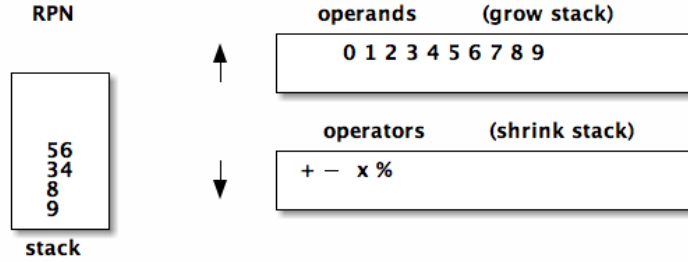 RPN
operands (grow stack)
0 1 2 3 4 5 6 7 8 9
operators (shrink stack)
+ − x %
56
34
8
9
stack